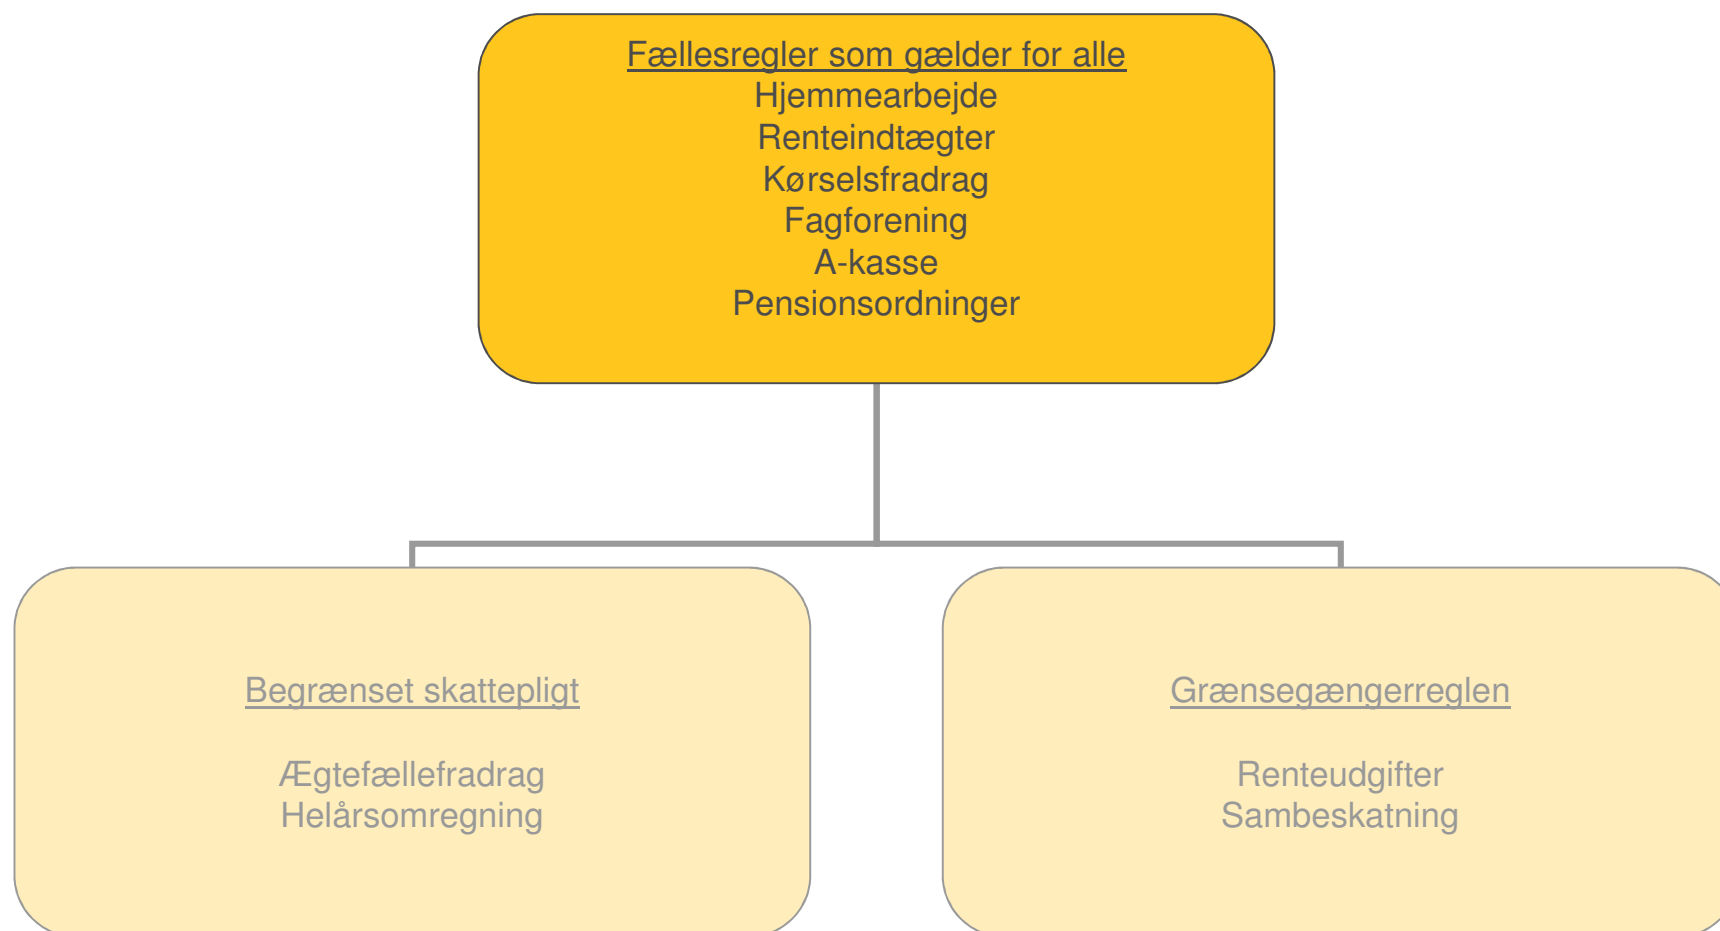 Fællesregler som gælder for alle
Hjemmearbejde
Renteindtægter
Kørselsfradrag
Fagforening
A-kasse
Pensionsordninger
Begrænset skattepligt
Ægtefællefradrag
Helårsomregning
Grænsegængerreglen
Renteudgifter
Sambeskatning